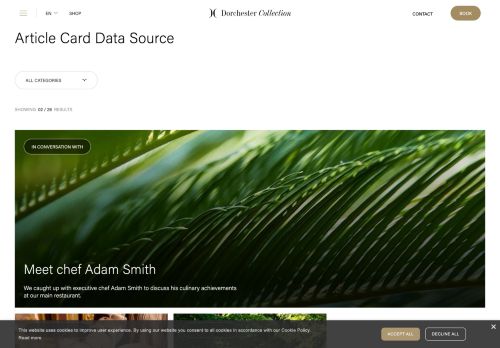 EN
SHOP
Dorchester Collection
CONTACT
BOOK
Article Card Data Source
ALL CATEGORIES
SHOWING 02 / 26 RESULTS
IN CONVERSATION WITH
Meet chef Adam Smith
We caught up with executive chef Adam Smith to discuss his culinary achievements
at our main restaurant.
This website uses cookies to improve user experience. By using our website you consent to all cookies in accordance with our Cookie Policy.
Read more
ACCEPT ALL
DECLINE ALL